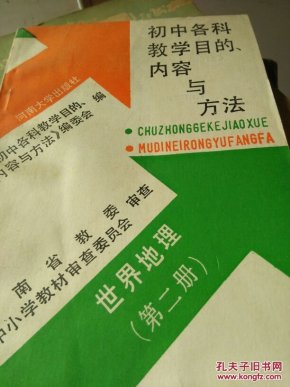 初中各科
教学目的、
内容
与
方法
CHUZHONGGEKEJIAOXUE
MUDINEIRONGYUFANGFA
河南大学出版社
初中各科教学目的、编
内容与方法》编委会
南省教委审查
中小学教材审查委员会
世界地理
(第二册)
孔夫子旧书网